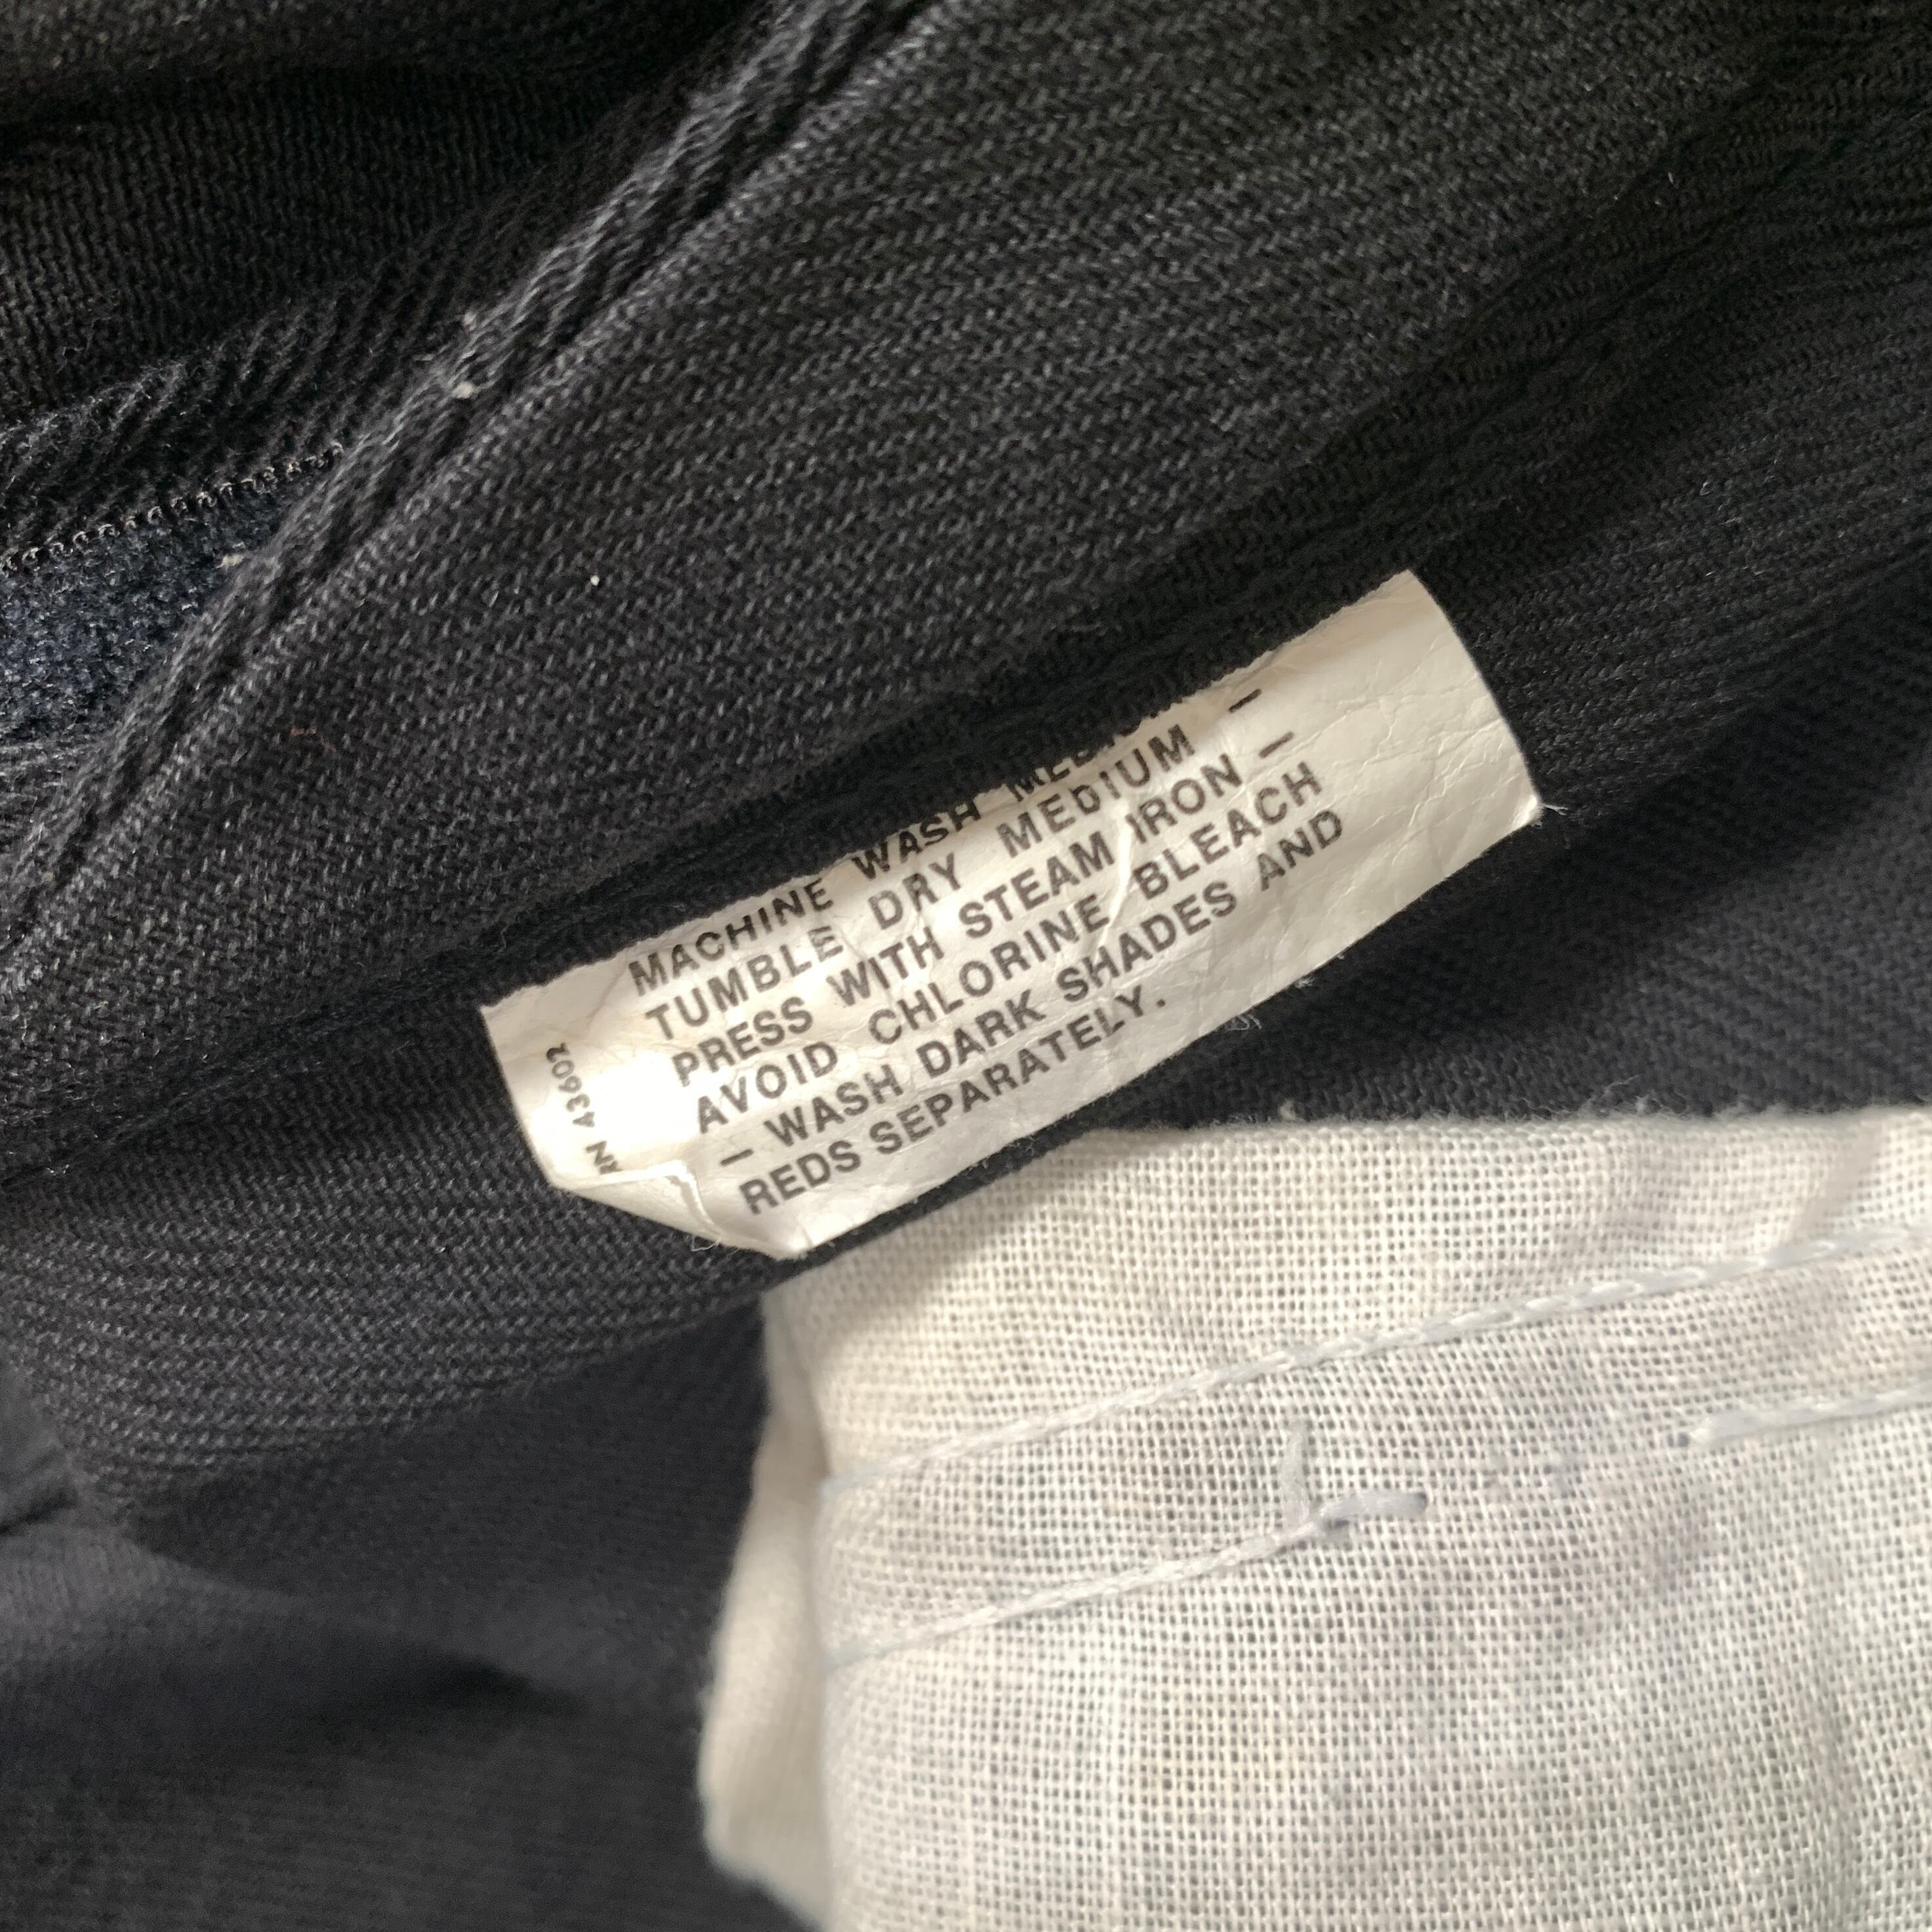 MACHINE WASH MEDIUM –
TUMBLE DRY MEDIUM –
PRESS WITH STEAM IRON –
AVOID CHLORINE BLEACH
– WASH DARK SHADES AND
REDS SEPARATELY.
RN 43602